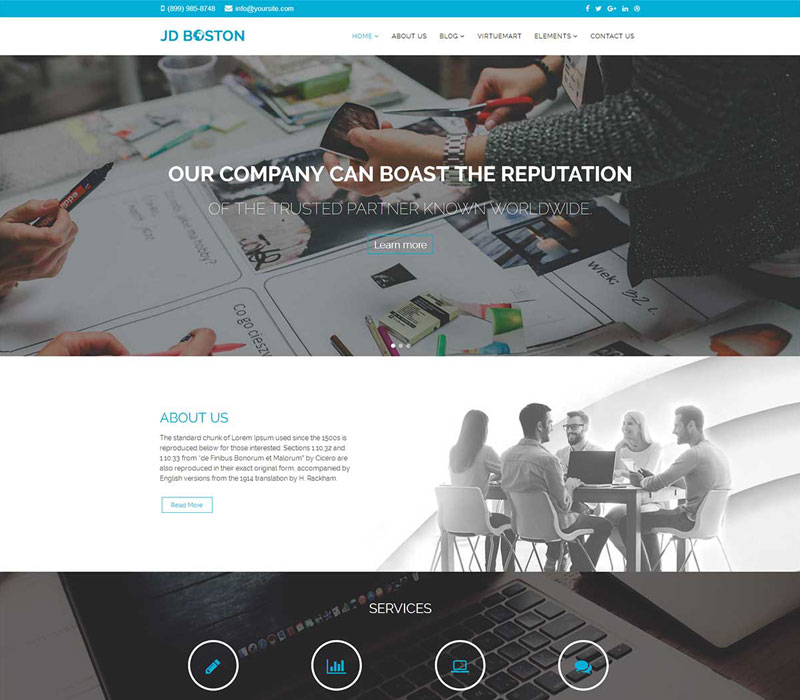 (899) 985-8748 info@yoursite.com
JD BOSTON
HOME ABOUT US BLOG VIRTUEMART ELEMENTS CONTACT US
OUR COMPANY CAN BOAST THE REPUTATION
OF THE TRUSTED PARTNER KNOWN WORLDWIDE.
Learn more
Wiek:
Co go cieszy
ABOUT US
The standard chunk of Lorem Ipsum used since the 1500s is
reproduced below for those interested. Sections 1.10.32 and
1.10.33 from "de Finibus Bonorum et Malorum" by Cicero are
also reproduced in their exact original form, accompanied by
English versions from the 1914 translation by H. Rackham.
Read More
SERVICES